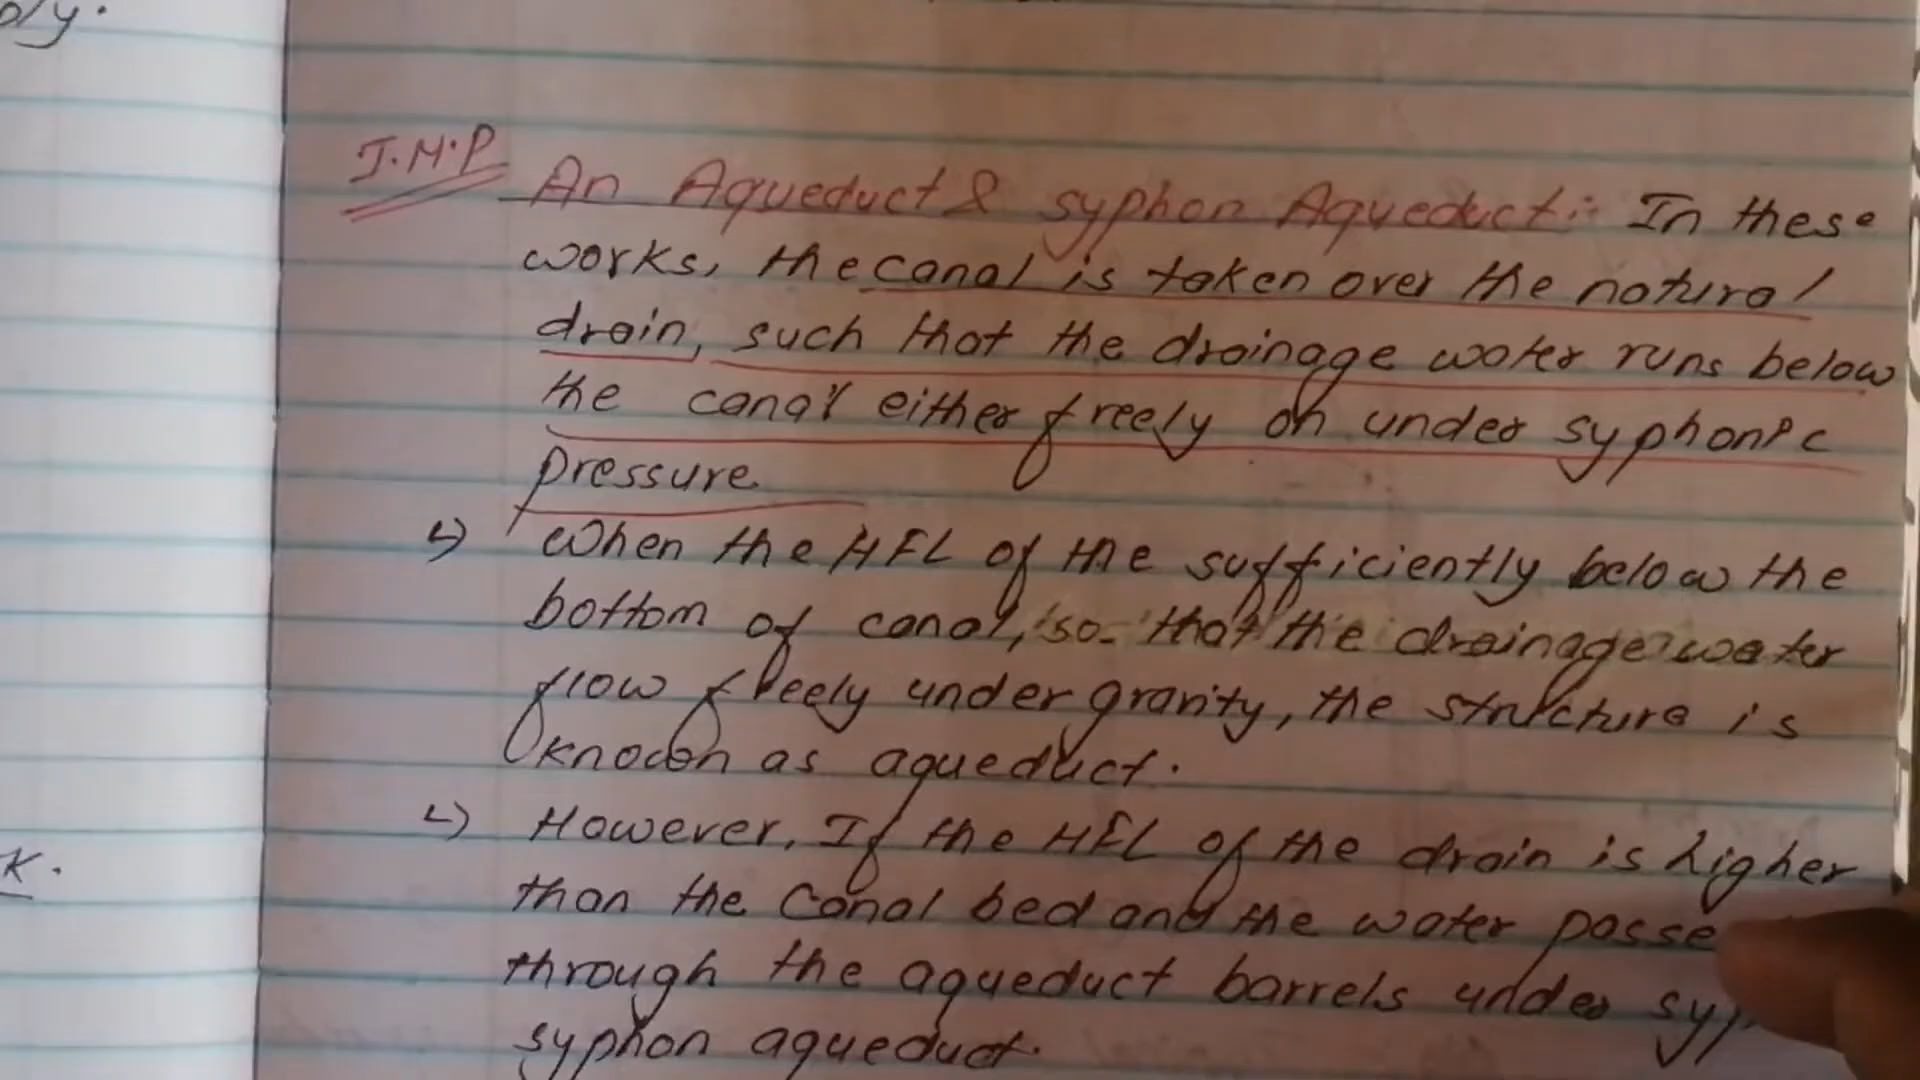 I.M.P
An Aqueduct & syphon Aqueduct:- In these
works, the canal is taken over the natural
drain, such that the drainage water runs below
the canal either freely or under syphonic
pressure.
↳ When the HFL of the sufficiently below the
bottom of canal, so that the drainage water
flow freely under gravity, the structure is
known as aqueduct.
↳ However, If the HFL of the drain is higher
than the canal bed and the water passe
through the aqueduct barrels under syp
syphon aqueduct.
K.